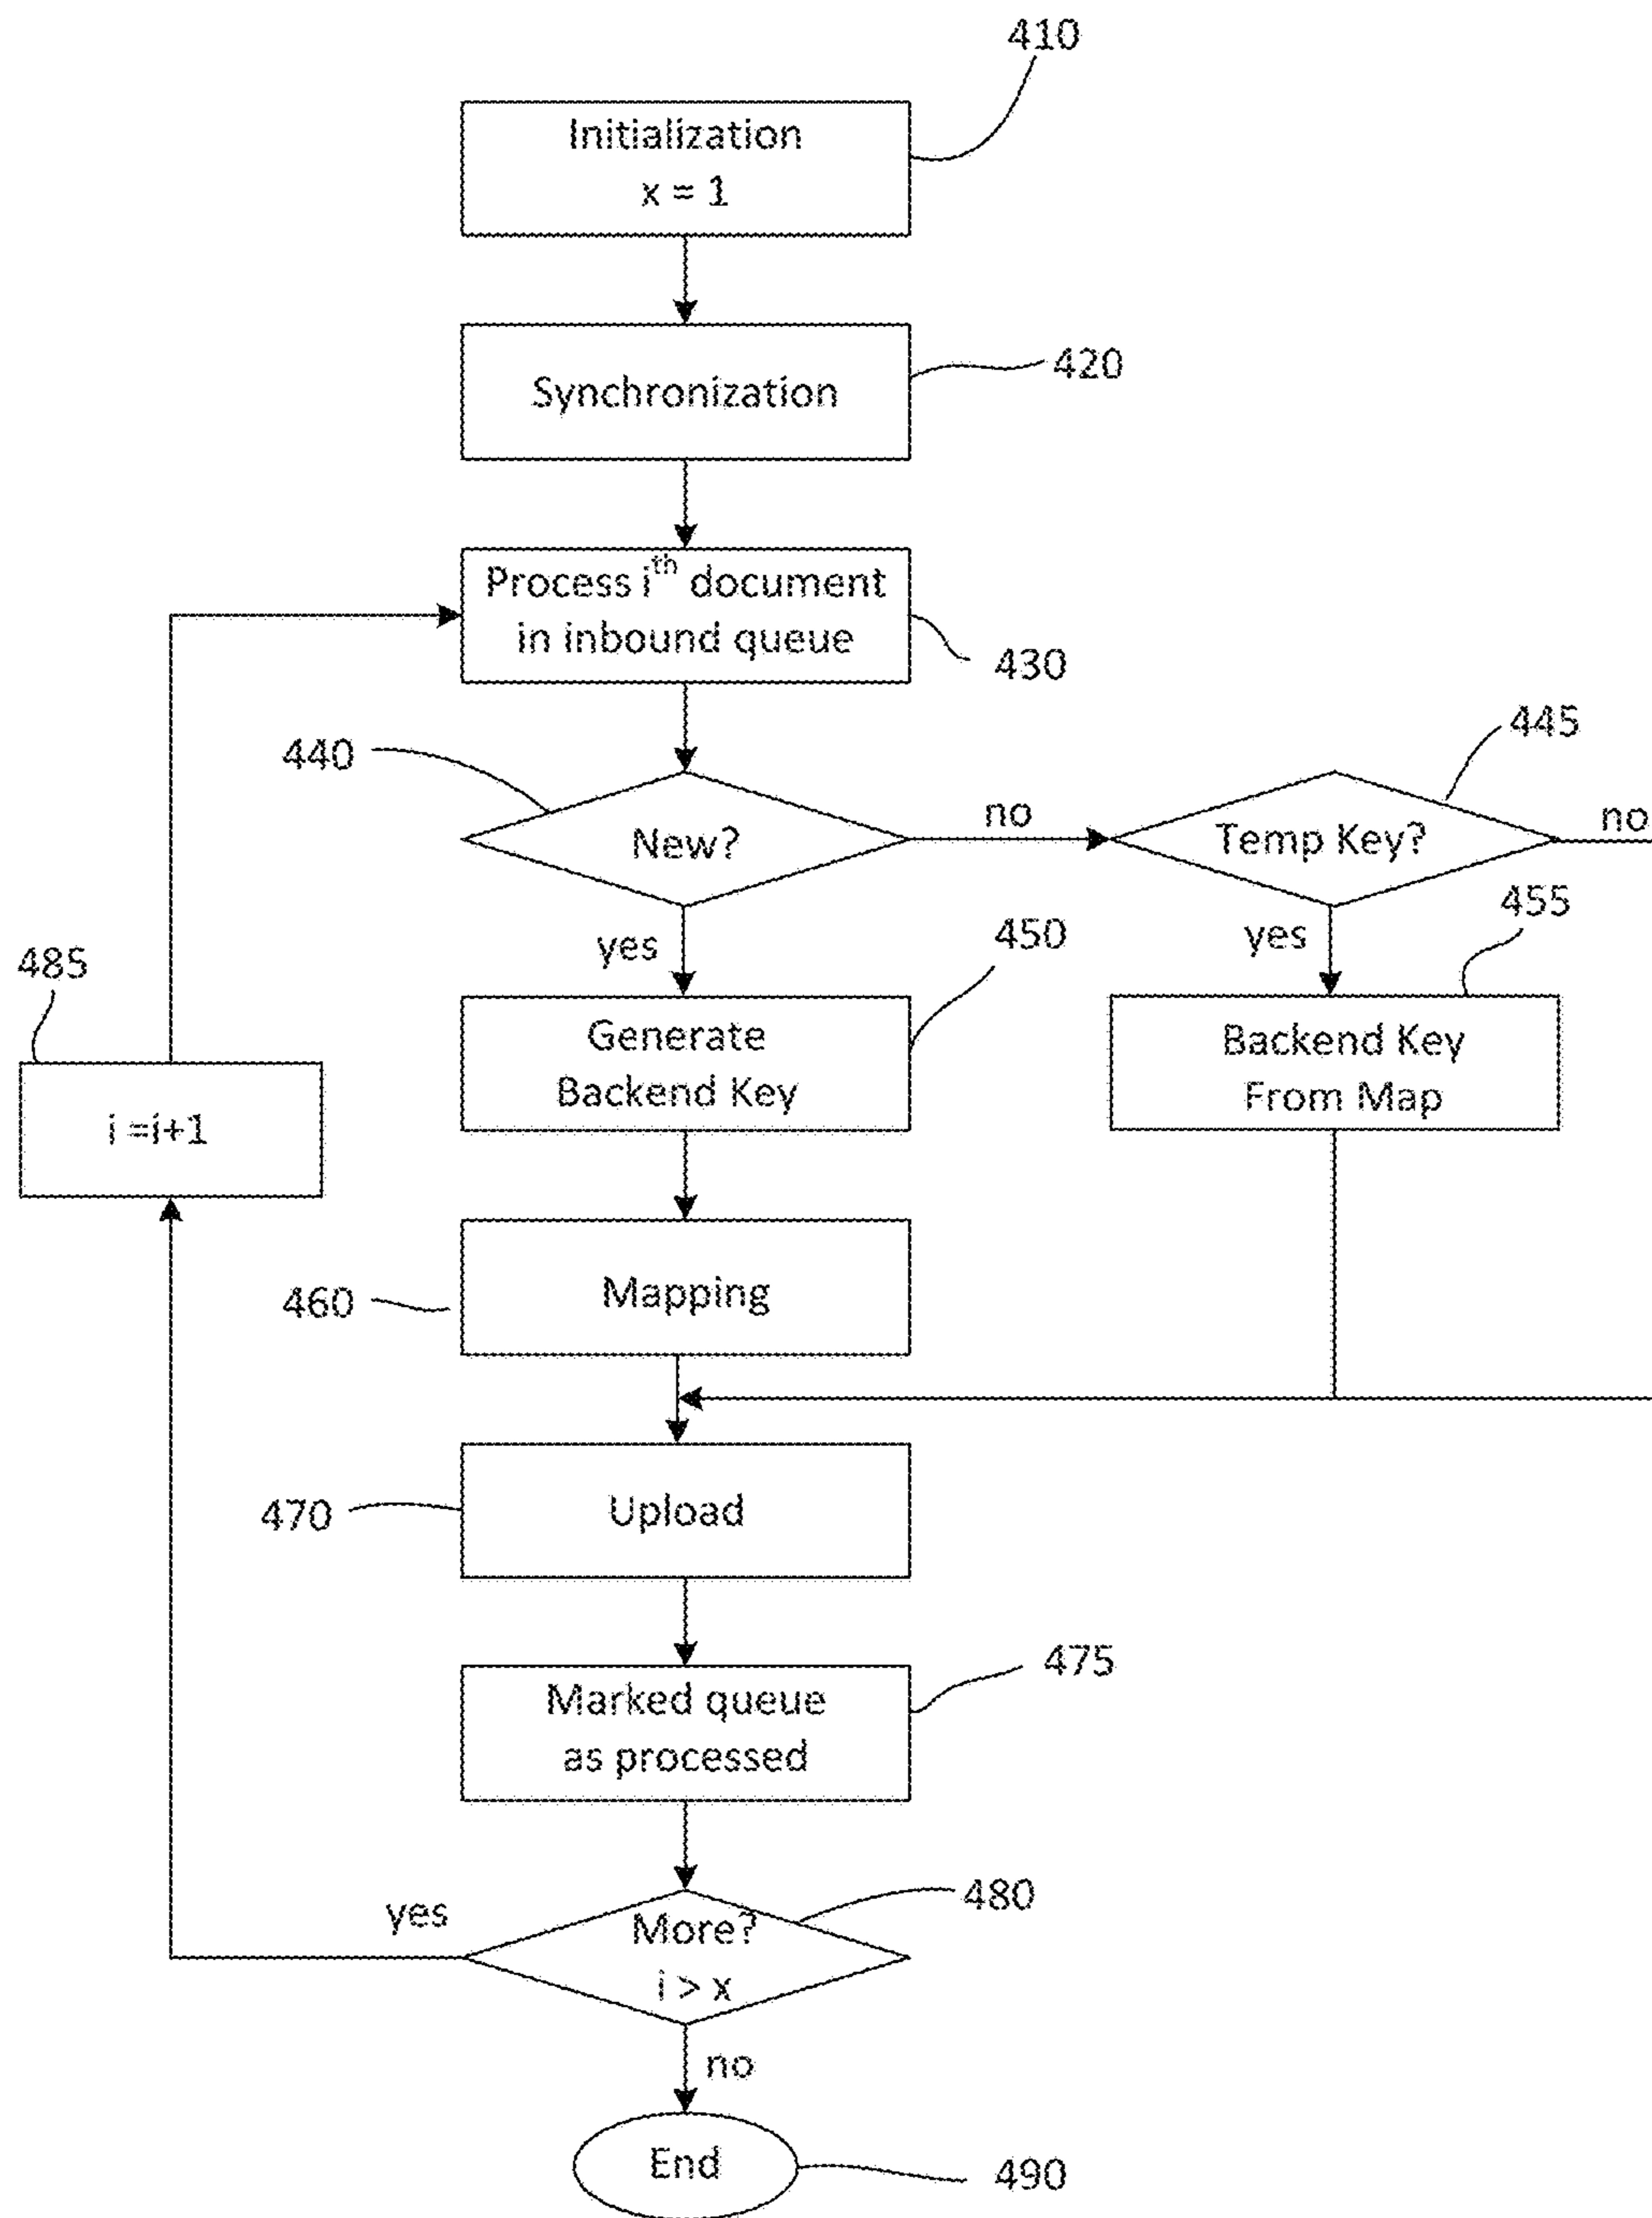 410
Initialization
x = 1
Synchronization
420
Process ith document
in inbound queue
430
440
New?
no
Temp Key?
445
no
yes
450
yes
455
485
Generate
Backend Key
Backend Key
From Map
i =i+1
Mapping
460
Upload
470
475
Marked queue
as processed
yes
More?
i > x
480
no
End
490